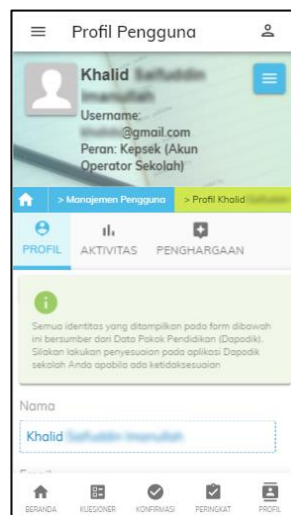 Profil Pengguna
Khalid
Username:
@gmail.com
Peran: Kepsek (Akun
Operator Sekolah)
> Manajemen Pengguna > Profil Khalid
PROFIL AKTIVITAS PENGHARGAAN
Semua identitas yang ditampilkan pada form dibawah
ini bersumber dari Data Pokok Pendidikan (Dapodik).
Silakan lakukan penyesuaian pada aplikasi Dapodik
sekolah Anda apabila ada ketidaksesuaian
Nama
Khalid
Email
BERANDA KUESIONER KONFIRMASI PERINGKAT PROFIL